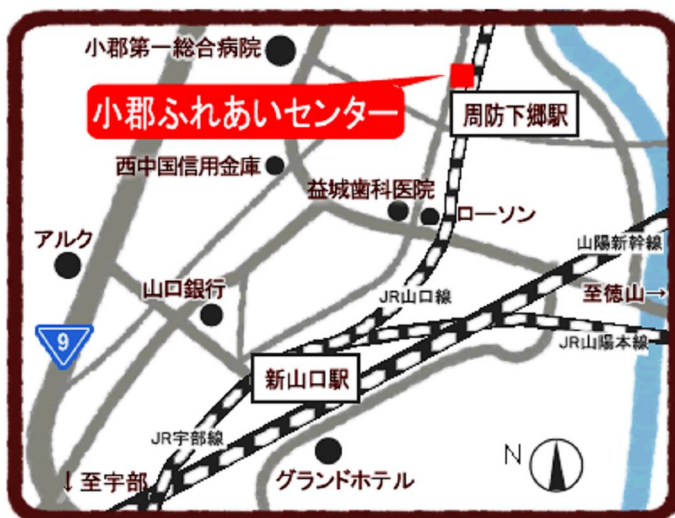 小郡第一総合病院
小郡ふれあいセンター
周防下郷駅
西中国信用金庫
益城歯科医院
ローソン
アルク
山陽新幹線
山口銀行
JR山口線
至徳山→
9
JR山陽本線
新山口駅
JR宇部線
N
↓至宇部
グランドホテル